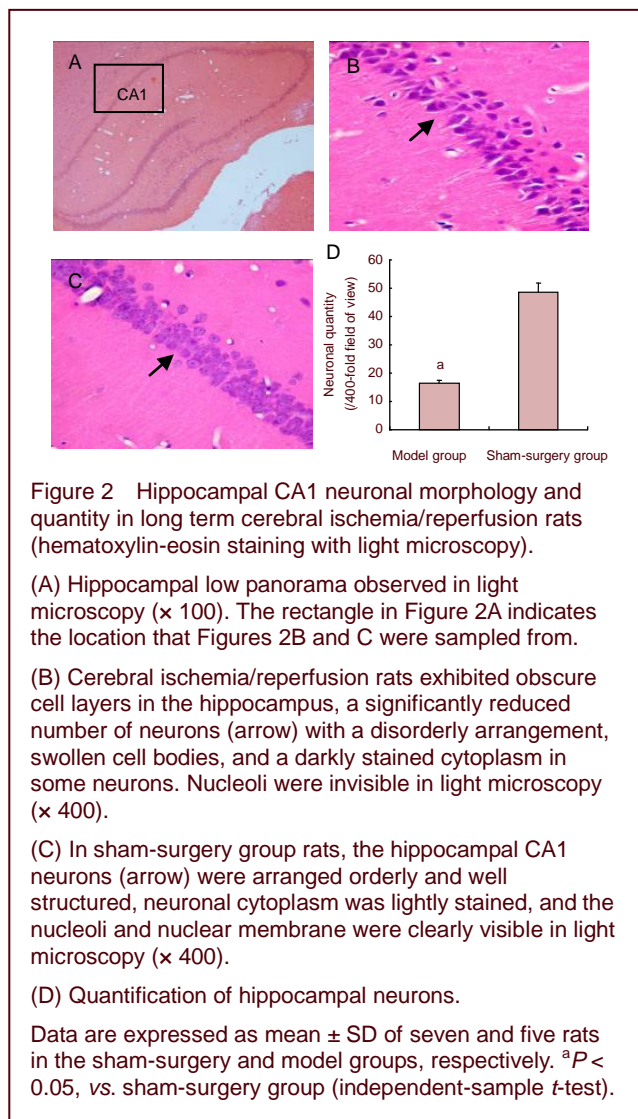 A
CA1
B
C
D
Neuronal quantity
(/400-fold field of view)
60
50
40
30
20
10
0
a
Model group
Sham-surgery group
Figure 2 Hippocampal CA1 neuronal morphology and
quantity in long term cerebral ischemia/reperfusion rats
(hematoxylin-eosin staining with light microscopy).
(A) Hippocampal low panorama observed in light
microscopy (× 100). The rectangle in Figure 2A indicates
the location that Figures 2B and C were sampled from.
(B) Cerebral ischemia/reperfusion rats exhibited obscure
cell layers in the hippocampus, a significantly reduced
number of neurons (arrow) with a disorderly arrangement,
swollen cell bodies, and a darkly stained cytoplasm in
some neurons. Nucleoli were invisible in light microscopy
(× 400).
(C) In sham-surgery group rats, the hippocampal CA1
neurons (arrow) were arranged orderly and well
structured, neuronal cytoplasm was lightly stained, and the
nucleoli and nuclear membrane were clearly visible in light
microscopy (× 400).
(D) Quantification of hippocampal neurons.
Data are expressed as mean ± SD of seven and five rats
in the sham-surgery and model groups, respectively. ᵃP <
0.05, vs. sham-surgery group (independent-sample t-test).